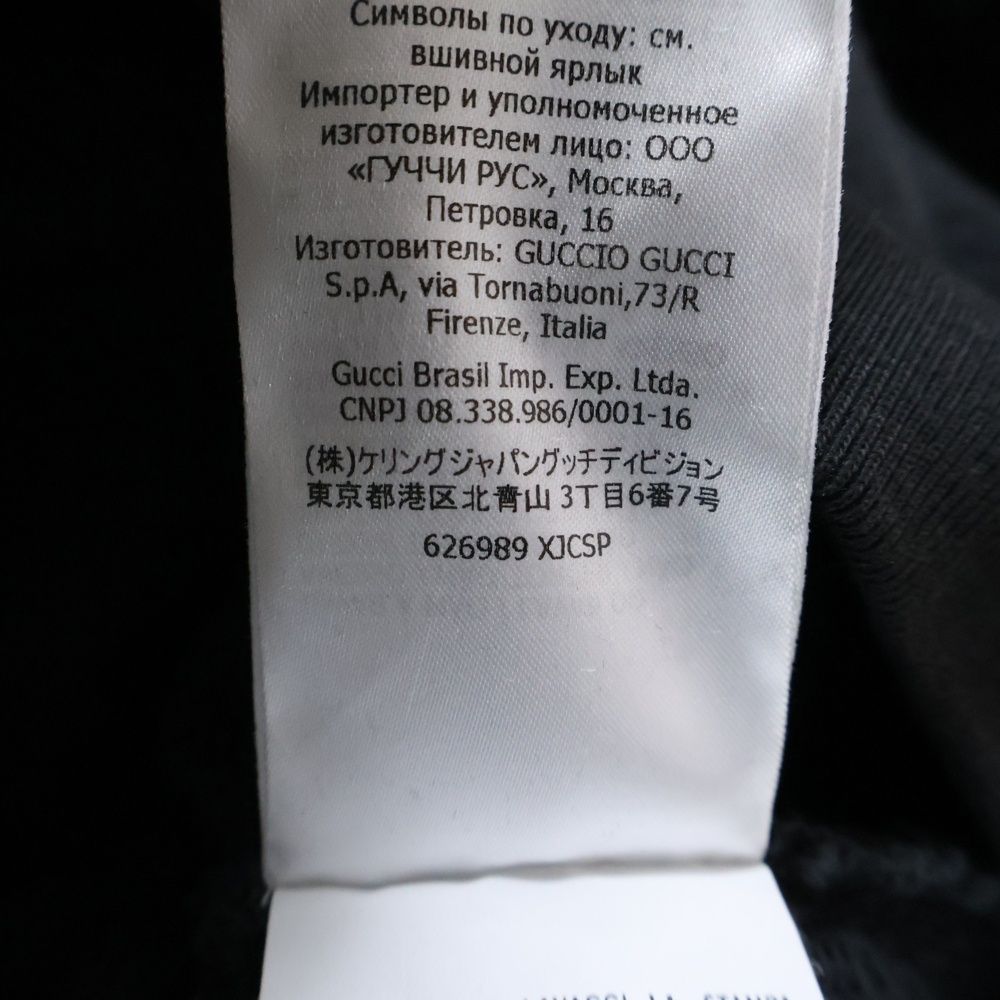 Символы по уходу: см.
вшивной ярлык
Импортер и уполномоченное
изготовителем лицо: ООО
«ГУЧЧИ РУС», Москва,
Петровка, 16
Изготовитель: GUCCIO GUCCI
S.p.A, via Tornabuoni,73/R
Firenze, Italia
Gucci Brasil Imp. Exp. Ltda.
CNPJ 08.338.986/0001-16
(株)ケリングジャパングッチディビジョン
東京都港区北青山3丁目6番7号
626989 XJCSP
LA STAMPA